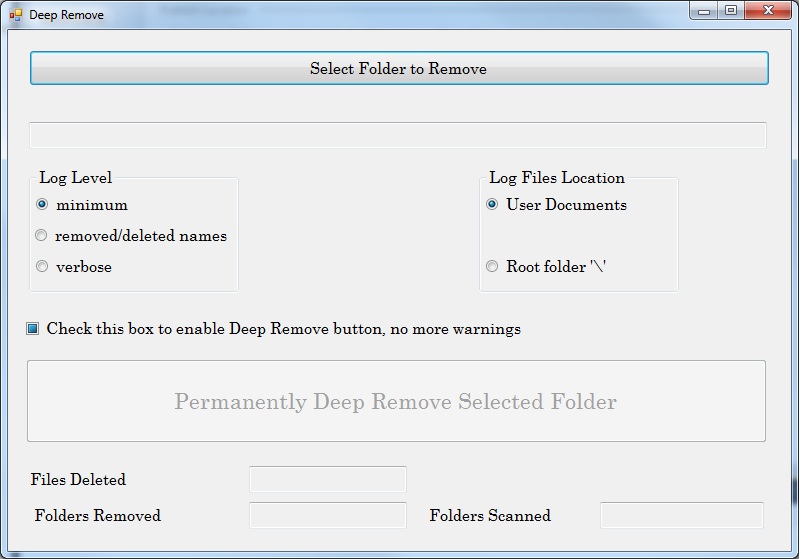 Deep Remove
Select Folder to Remove
Log Level
minimum
removed/deleted names
verbose
Log Files Location
User Documents
Root folder '\'
Check this box to enable Deep Remove button, no more warnings
Permanently Deep Remove Selected Folder
Files Deleted
Folders Removed
Folders Scanned